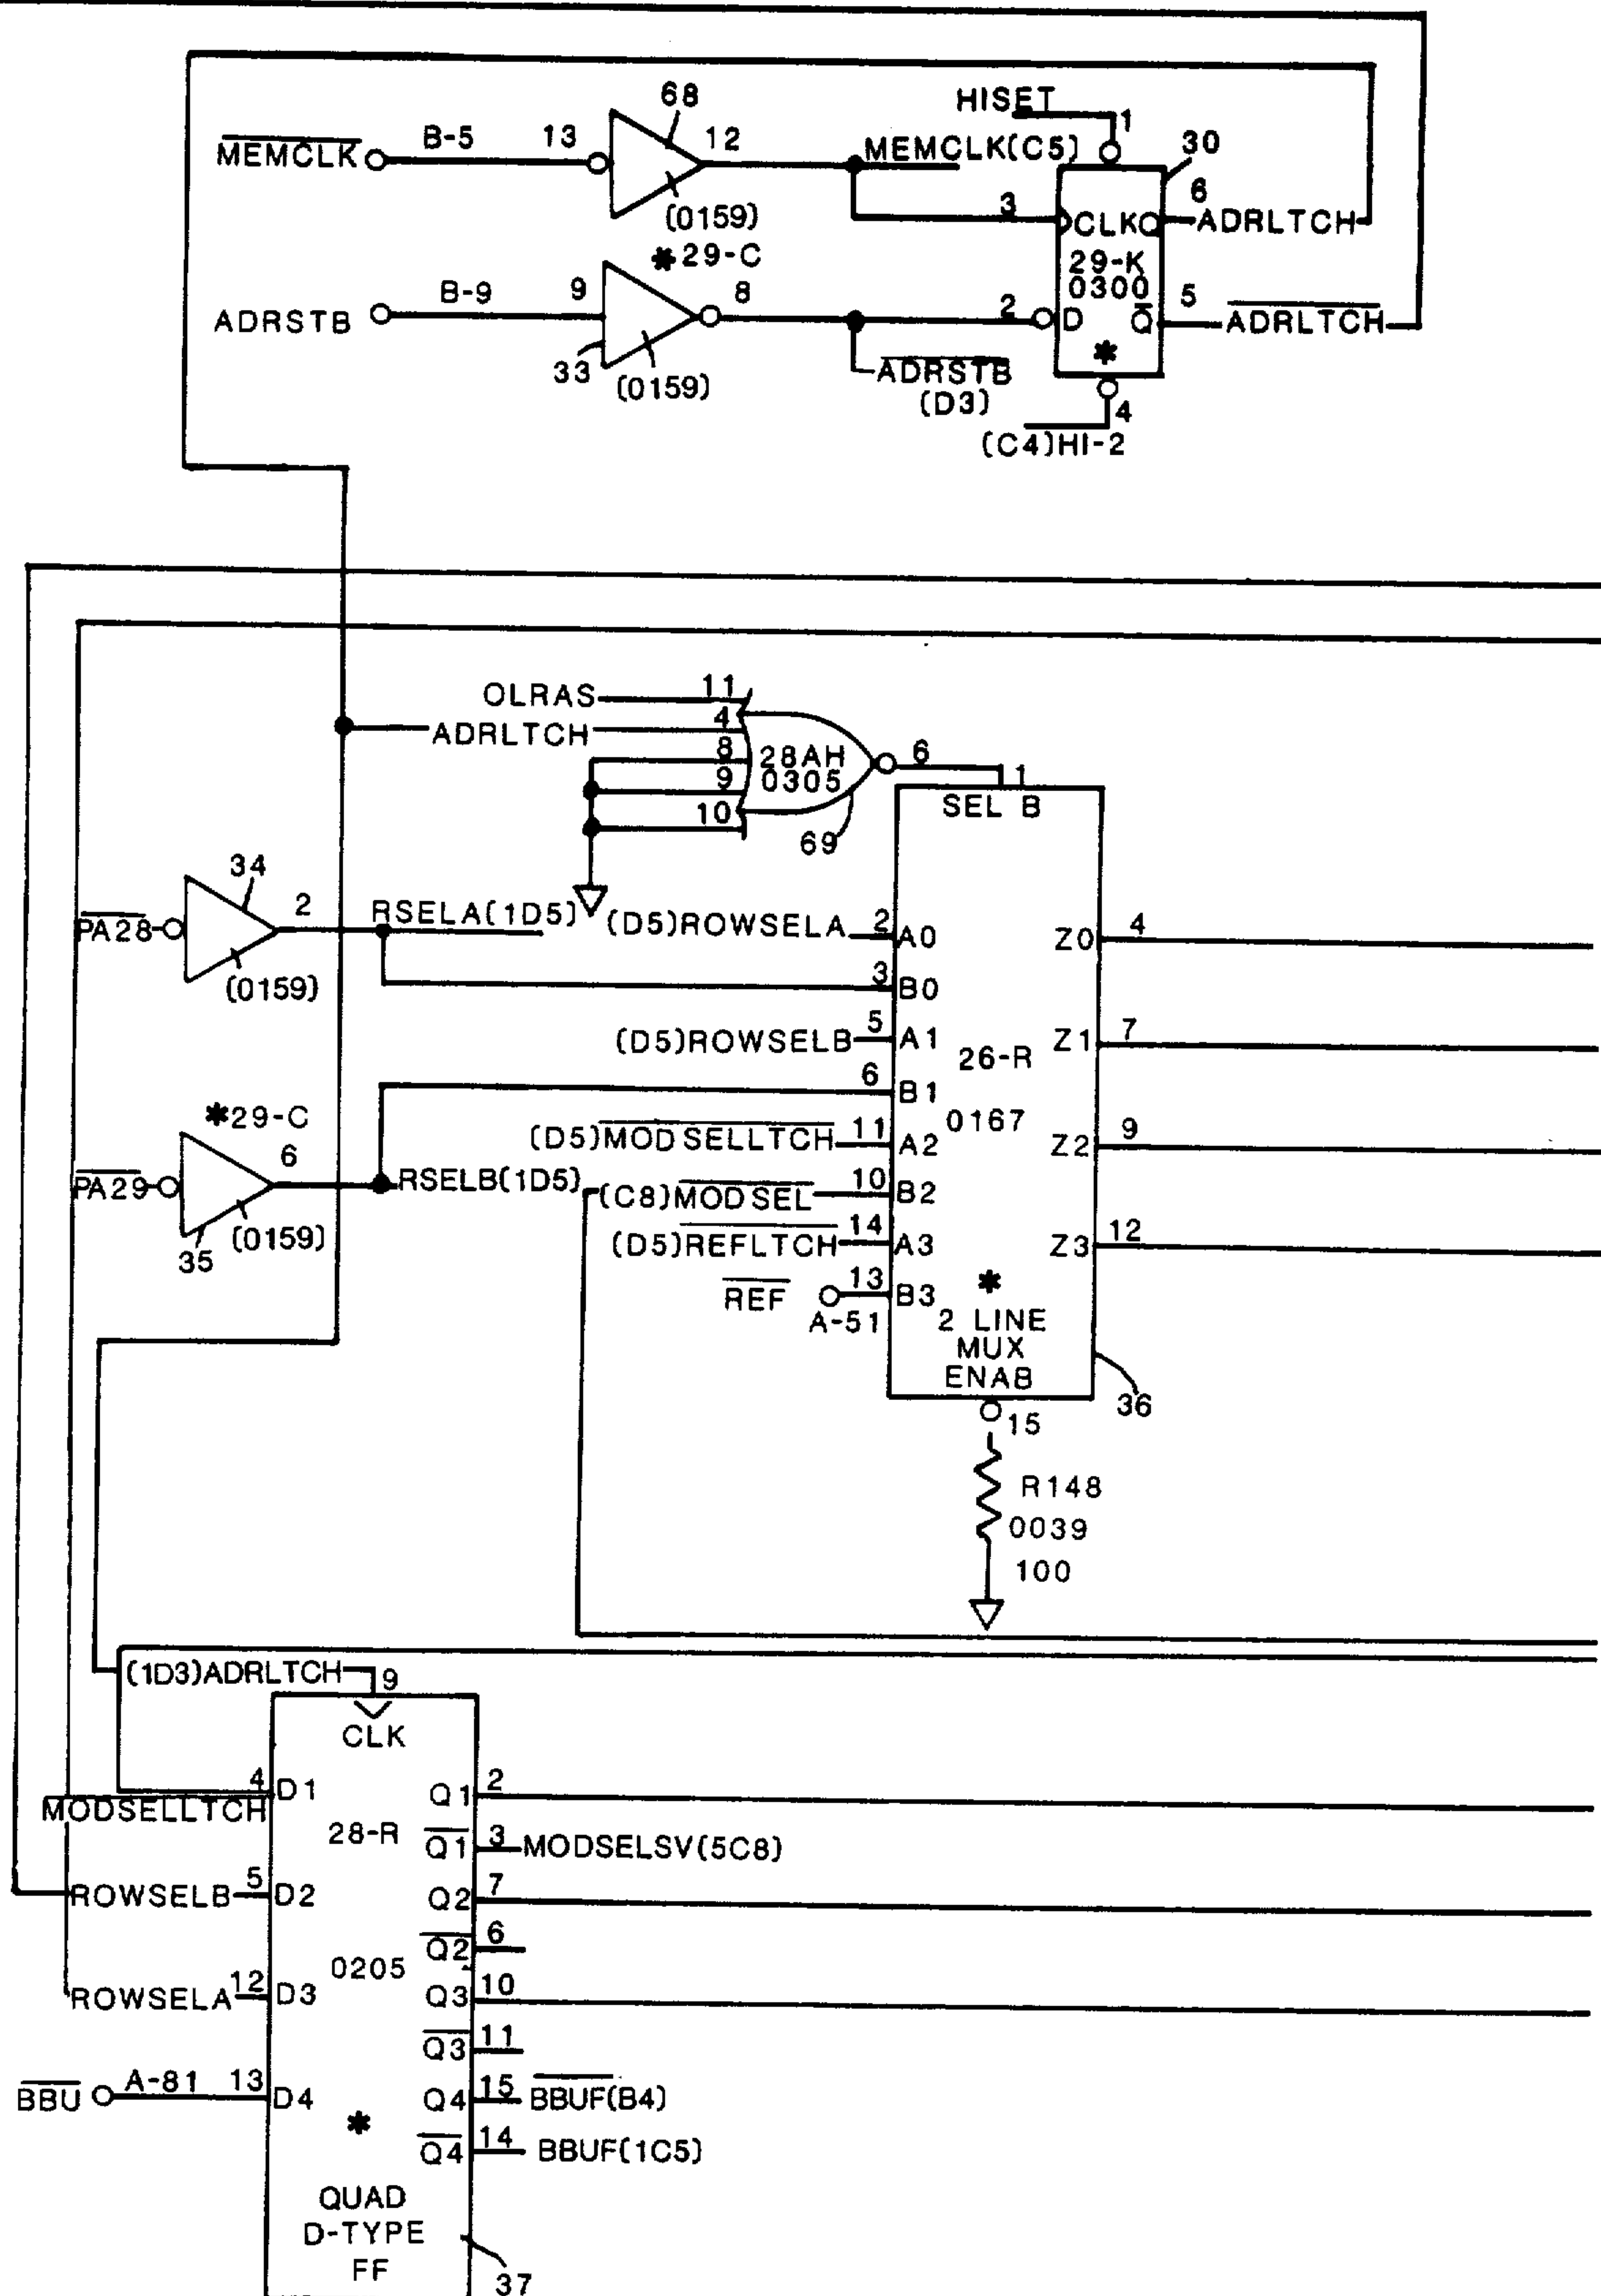 68
HISET
1
MEMCLK B-5 13 12 MEMCLK(C5) 30
(0159) 3 CLK Q 6 ADRLTCH
*29-C 29-K
0300
ADRSTB B-9 9 8 2 D Q 5 ADRLTCH
33 (0159) ADRSTB *
(D3) 4
(C4)HI-2
OLRAS 11
ADRLTCH 4
8 28AH 6
9 0305 1
10 SEL B
69
34
PA28 2 RSELA(1D5) (D5)ROWSELA 2 A0 Z0 4
(0159) 3 B0
(D5)ROWSELB 5 A1 26-R Z1 7
6 B1
*29-C 0167
(D5)MODSELLTCH 11 A2 Z2 9
PA29 6 RSELB(1D5) (C8)MODSEL 10 B2
35 (0159) (D5)REFLTCH 14 A3 Z3 12
REF 13 B3 *
A-51 2 LINE
MUX
ENAB
36
15
R148
0039
100
(1D3)ADRLTCH 9
CLK
4 D1 Q1 2
MODSELLTCH
28-R Q1 3 MODSELSV(5C8)
ROWSELB 5 D2 Q2 7
Q2 6
0205
ROWSELA 12 D3 Q3 10
Q3 11
BBU A-81 13 D4 Q4 15 BBUF(B4)
*
Q4 14 BBUF(1C5)
QUAD
D-TYPE
FF
37